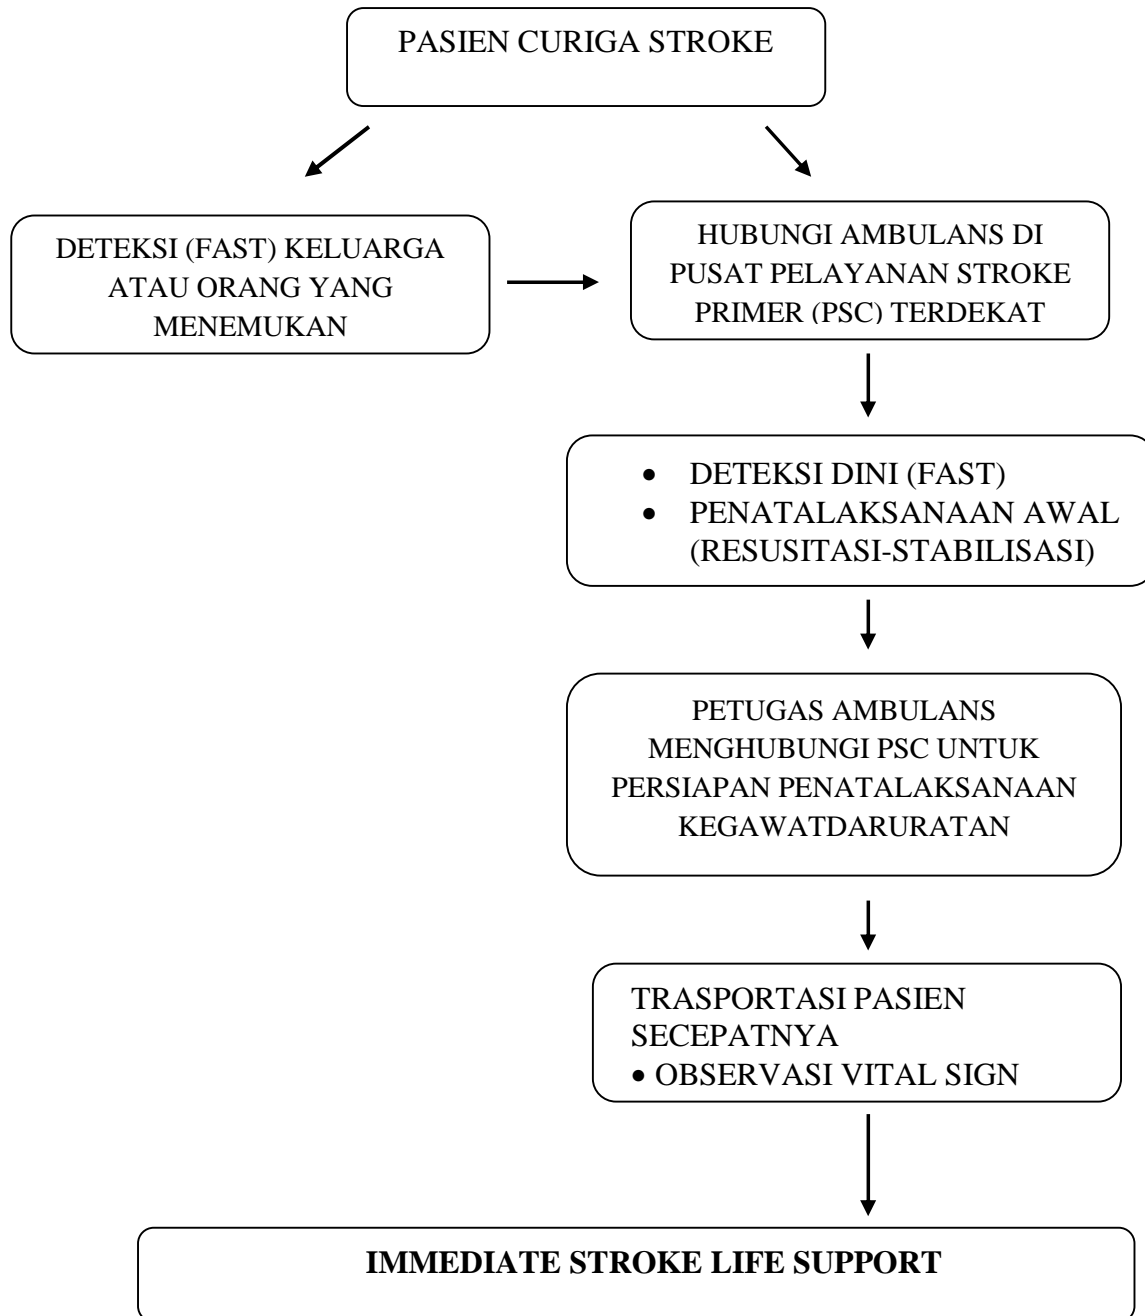 PASIEN CURIGA STROKE
DETEKSI (FAST) KELUARGA
ATAU ORANG YANG
MENEMUKAN
HUBUNGI AMBULANS DI
PUSAT PELAYANAN STROKE
PRIMER (PSC) TERDEKAT
• DETEKSI DINI (FAST)
• PENATALAKSANAAN AWAL
(RESUSITASI-STABILISASI)
PETUGAS AMBULANS
MENGHUBUNGI PSC UNTUK
PERSIAPAN PENATALAKSANAAN
KEGAWATDARURATAN
TRASPORTASI PASIEN
SECEPATNYA
• OBSERVASI VITAL SIGN
IMMEDIATE STROKE LIFE SUPPORT